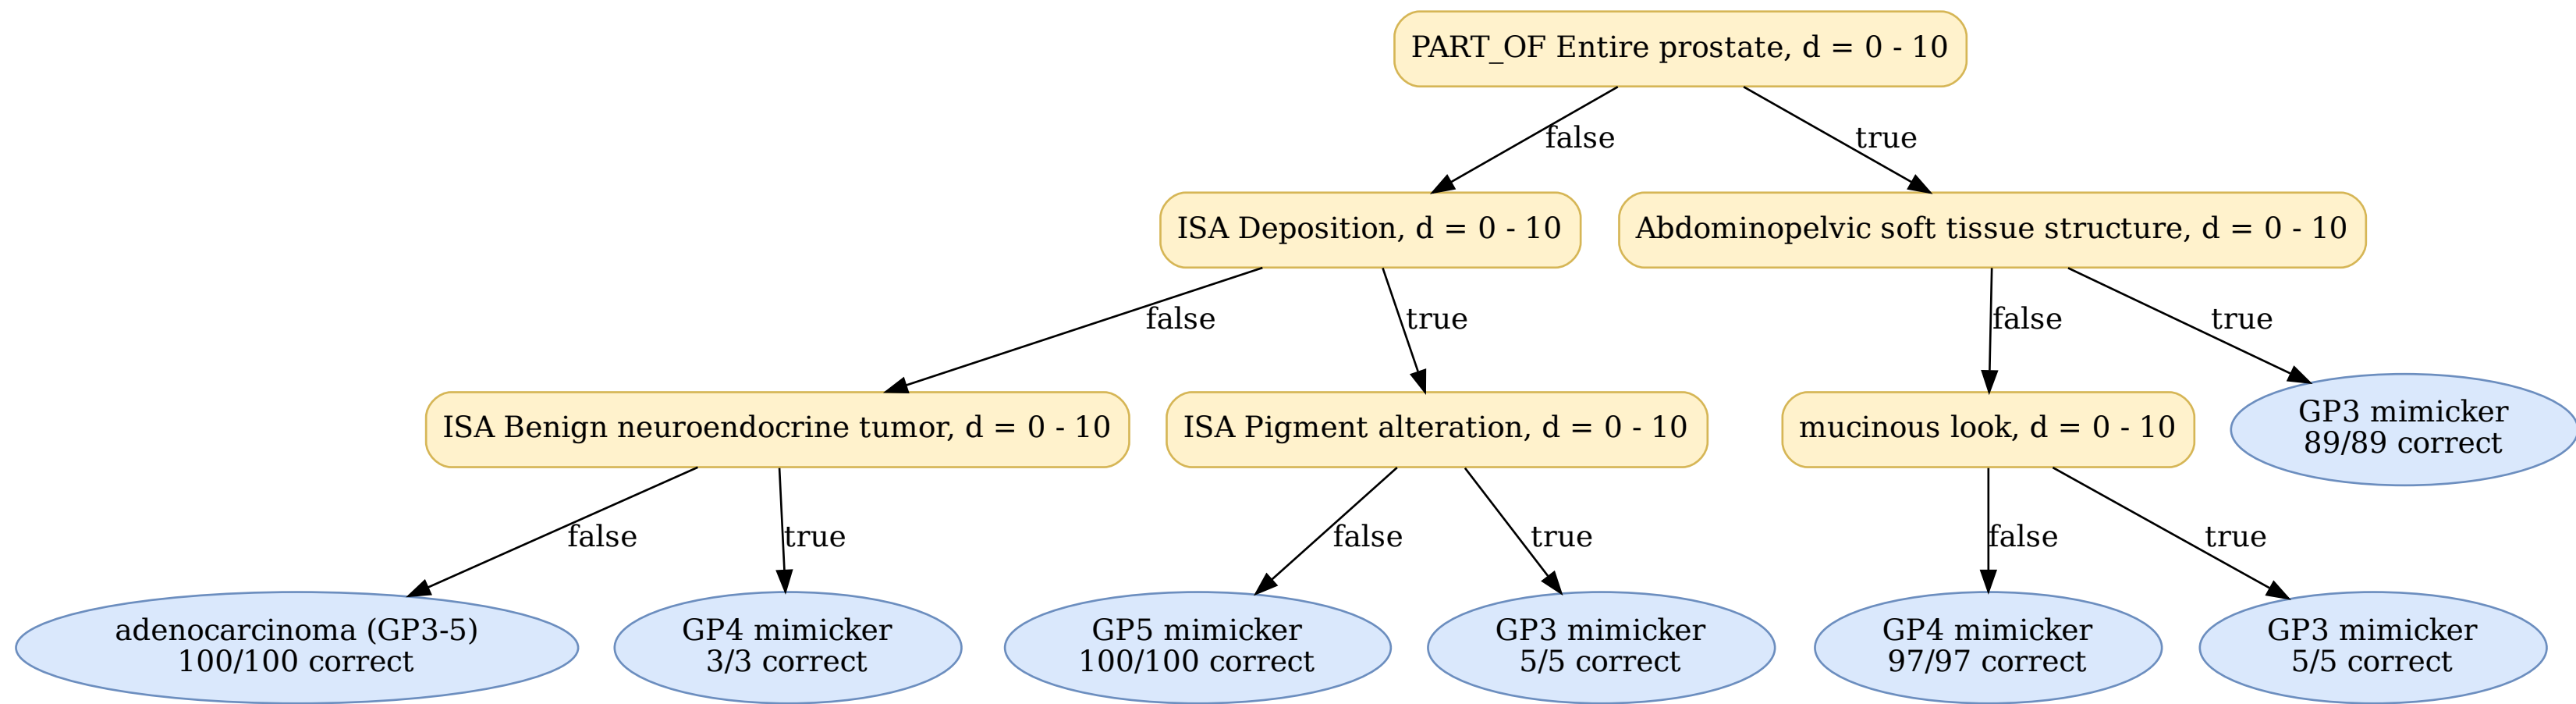 PART_OF Entire prostate, d = 0 - 10
false
true
ISA Deposition, d = 0 - 10
Abdominopelvic soft tissue structure, d = 0 - 10
false
true
false
true
ISA Benign neuroendocrine tumor, d = 0 - 10
ISA Pigment alteration, d = 0 - 10
mucinous look, d = 0 - 10
GP3 mimicker
89/89 correct
false
true
false
true
false
true
adenocarcinoma (GP3-5)
100/100 correct
GP4 mimicker
3/3 correct
GP5 mimicker
100/100 correct
GP3 mimicker
5/5 correct
GP4 mimicker
97/97 correct
GP3 mimicker
5/5 correct